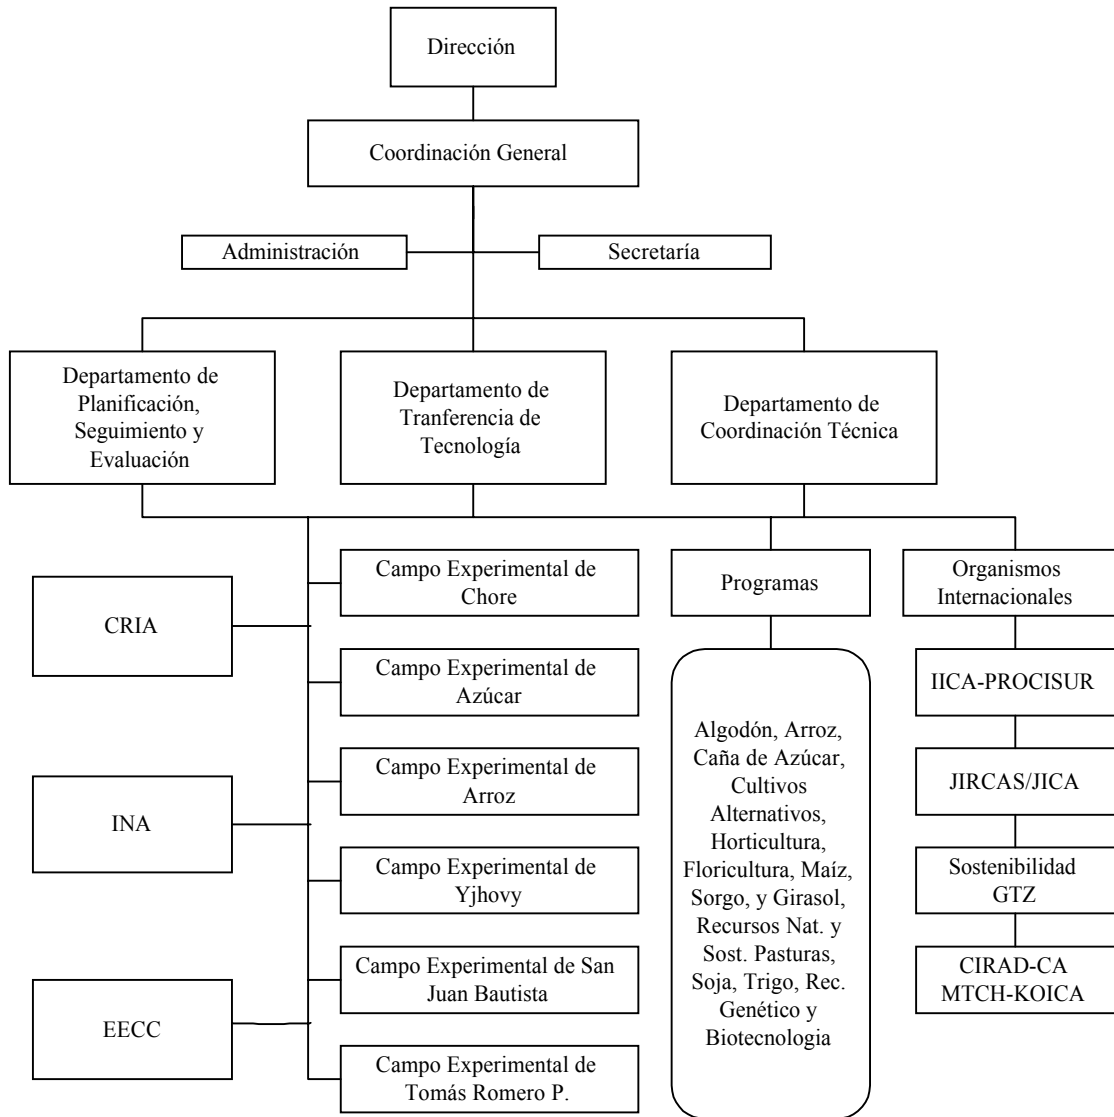 Dirección
Coordinación General
Administración
Secretaría
Departamento de
Planificación,
Seguimiento y
Evaluación
Departamento de
Tranferencia de
Tecnología
Departamento de
Coordinación Técnica
CRIA
INA
EECC
Campo Experimental de
Chore
Campo Experimental de
Azúcar
Campo Experimental de
Arroz
Campo Experimental de
Yjhovy
Campo Experimental de San
Juan Bautista
Campo Experimental de
Tomás Romero P.
Programas
Algodón, Arroz,
Caña de Azúcar,
Cultivos
Alternativos,
Horticultura,
Floricultura, Maíz,
Sorgo, y Girasol,
Recursos Nat. y
Sost. Pasturas,
Soja, Trigo, Rec.
Genético y
Biotecnologia
Organismos
Internacionales
IICA-PROCISUR
JIRCAS/JICA
Sostenibilidad
GTZ
CIRAD-CA
MTCH-KOICA